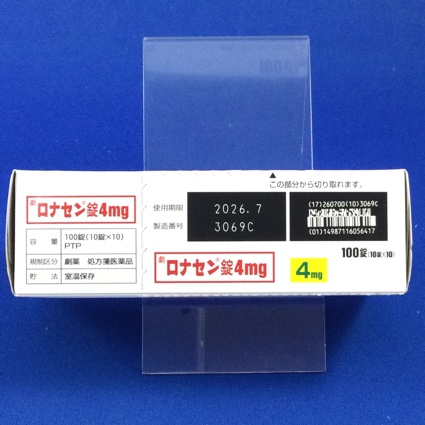 劇 ロナセン®錠4mg
容 量 100錠(10錠×10) PTP
規制区分 劇薬 処方箋医薬品
貯 法 室温保存
▲
この部分から切り取れます。
使用期限 2026.7
製造番号 3069C
(17)260700(10)3069C
(01)14987116056417
100錠(10錠×10)
劇 ロナセン®錠4mg
4mg